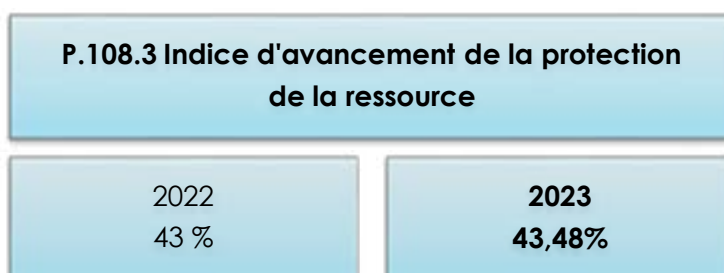 P.108.3 Indice d'avancement de la protection
de la ressource
2022
43 %
2023
43,48%